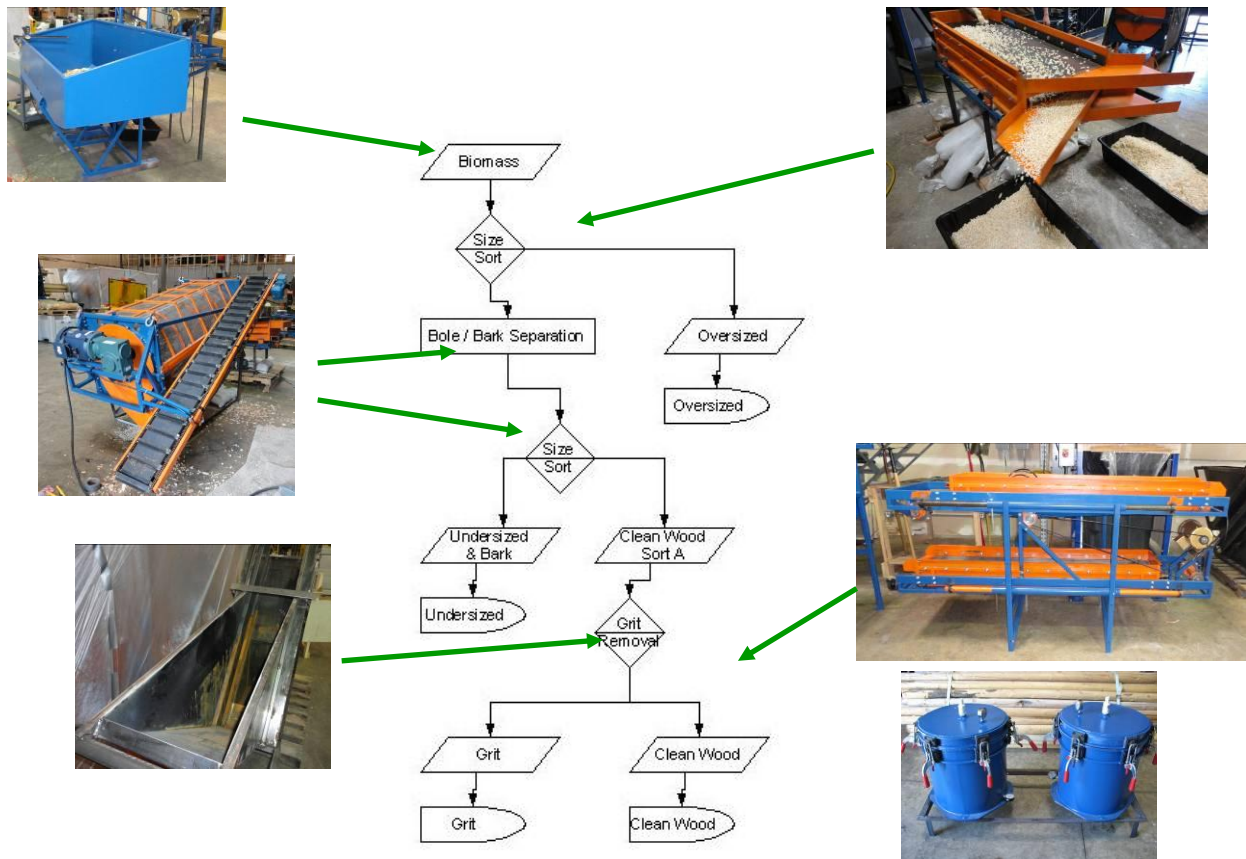 Biomass
Size
Sort
Bole / Bark Separation
Oversized
Oversized
Size
Sort
Undersized
& Bark
Clean Wood
Sort A
Undersized
Grit
Removal
Grit
Clean Wood
Grit
Clean Wood